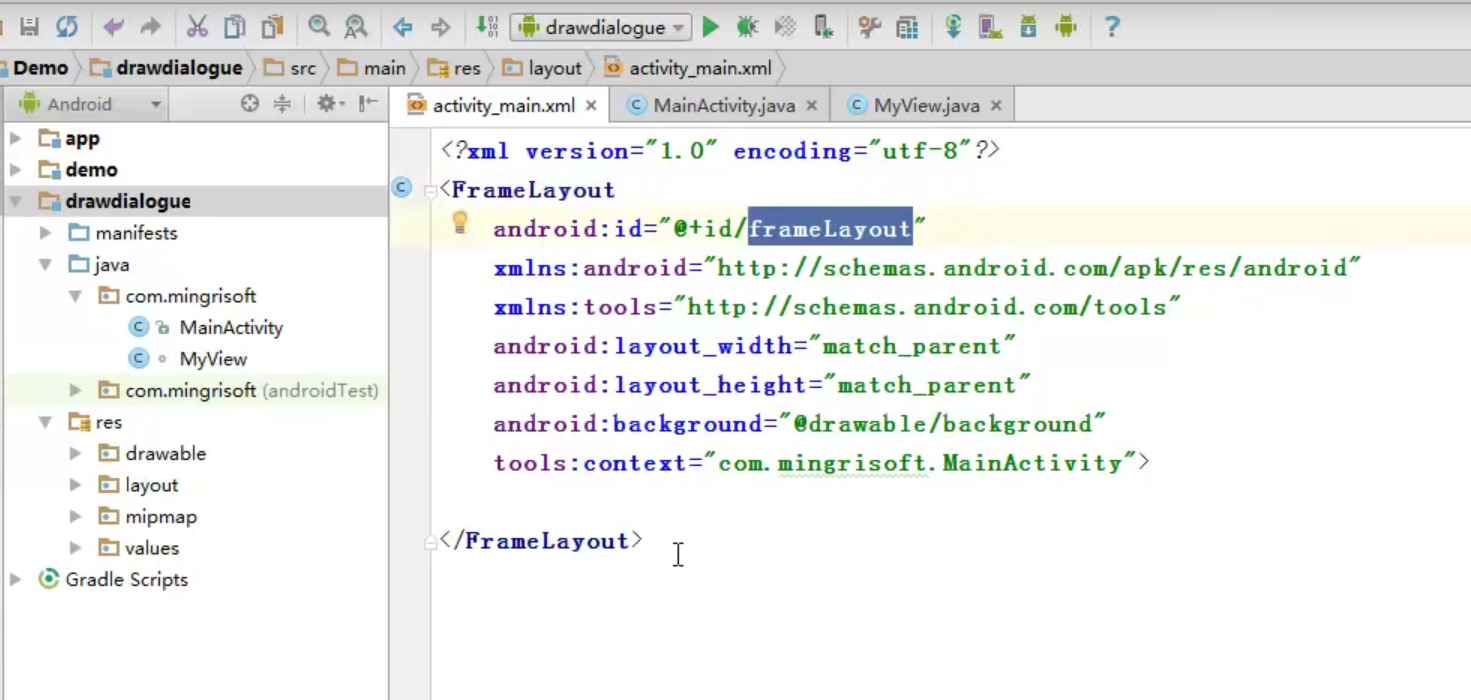 drawdialogue
Demo drawdialogue src main res layout activity_main.xml
Android
activity_main.xml MainActivity.java MyView.java
app
demo
drawdialogue
manifests
java
com.mingrisoft
MainActivity
MyView
com.mingrisoft (androidTest)
res
drawable
layout
mipmap
values
Gradle Scripts
<?xml version="1.0" encoding="utf-8"?>
<FrameLayout
android:id="@+id/frameLayout"
xmlns:android="http://schemas.android.com/apk/res/android"
xmlns:tools="http://schemas.android.com/tools"
android:layout_width="match_parent"
android:layout_height="match_parent"
android:background="@drawable/background"
tools:context="com.mingrisoft.MainActivity">
</FrameLayout>